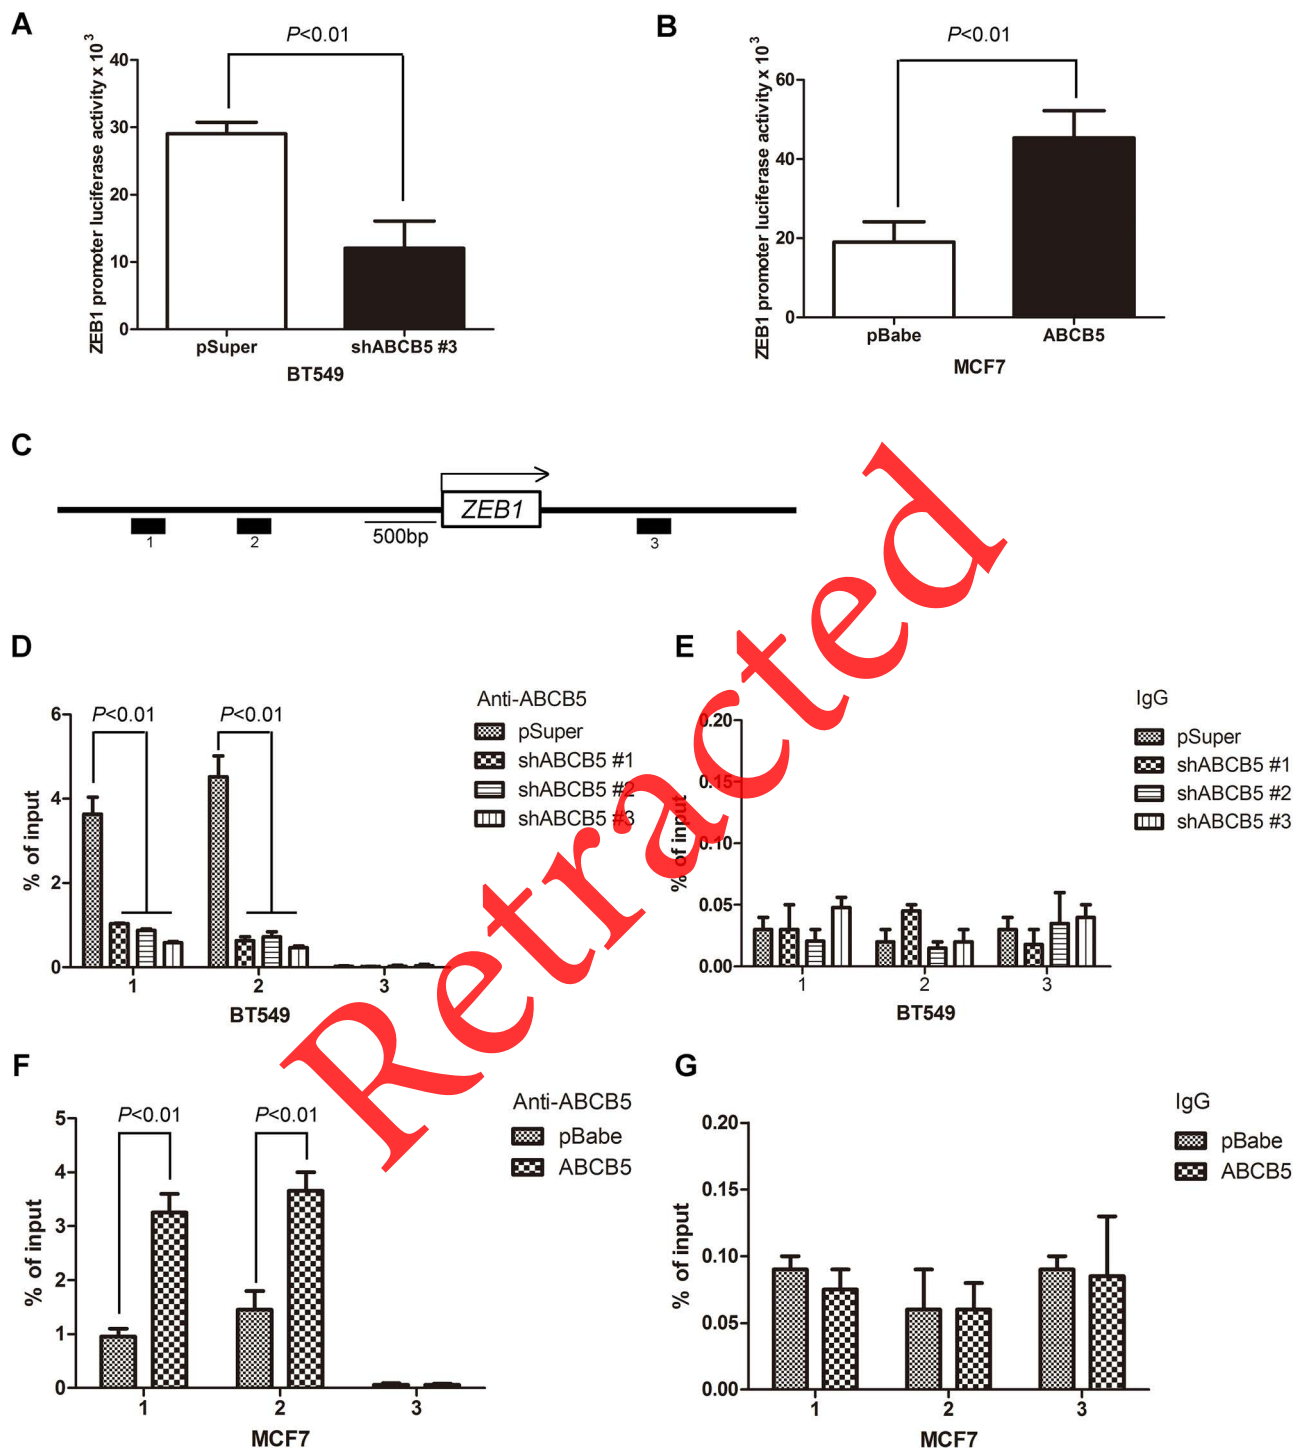 A
P<0.01
ZEB1 promoter luciferase activity x 10³
40
30
20
10
0
pSuper
shABCB5 #3
BT549
B
P<0.01
ZEB1 promoter luciferase activity x 10³
60
40
20
0
pBabe
ABCB5
MCF7
C
ZEB1
500bp
1
2
3
D
Anti-ABCB5
pSuper
shABCB5 #1
shABCB5 #2
shABCB5 #3
P<0.01
P<0.01
% of input
6
4
2
0
1
2
3
BT549
E
IgG
pSuper
shABCB5 #1
shABCB5 #2
shABCB5 #3
% of input
0.20
0.15
0.10
0.05
0.00
1
2
3
BT549
F
Anti-ABCB5
pBabe
ABCB5
P<0.01
P<0.01
% of input
5
4
3
2
1
0
1
2
3
MCF7
G
IgG
pBabe
ABCB5
% of input
0.20
0.15
0.10
0.05
0.00
1
2
3
MCF7
Retracted